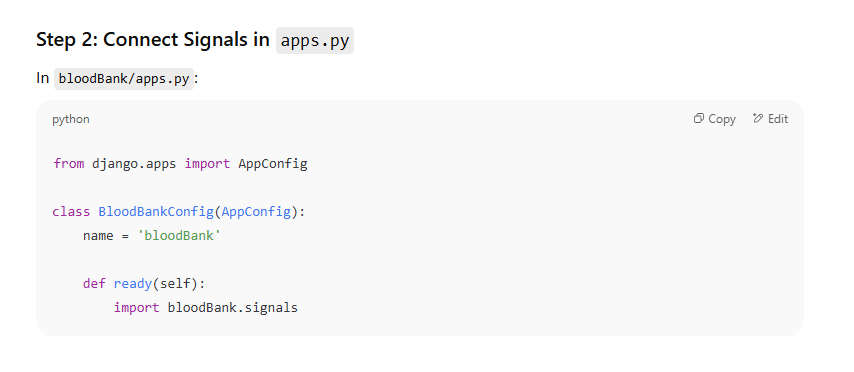 Step 2: Connect Signals in apps.py
In bloodBank/apps.py:
python
Copy
Edit
from django.apps import AppConfig
class BloodBankConfig(AppConfig):
    name = 'bloodBank'
    def ready(self):
        import bloodBank.signals